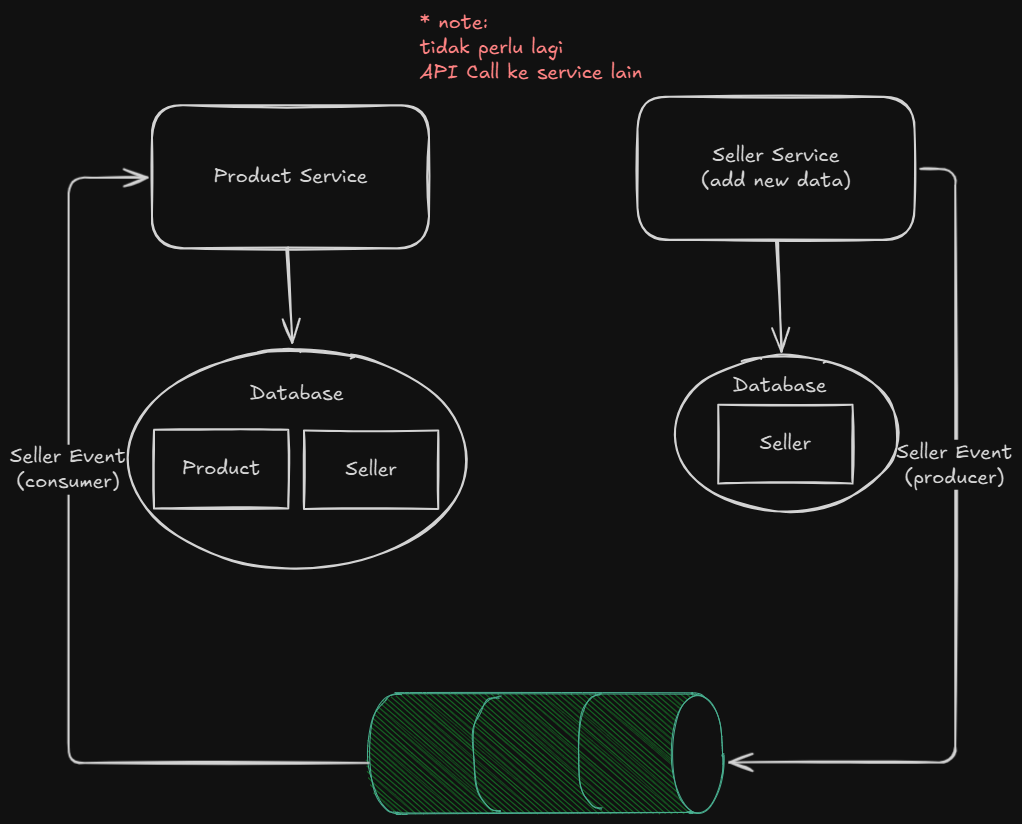 * note:
tidak perlu lagi
API Call ke service lain
Product Service
Seller Service
(add new data)
Database
Product
Seller
Database
Seller
Seller Event
(consumer)
Seller Event
(producer)